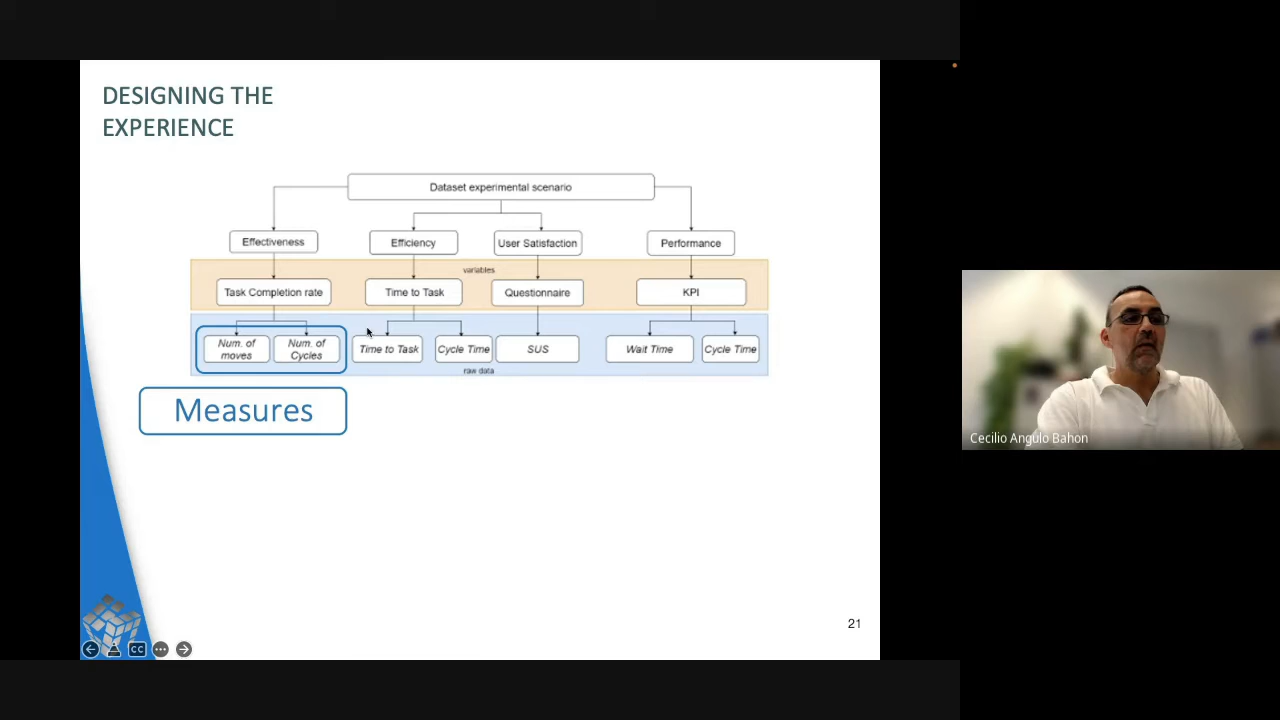 DESIGNING THE
EXPERIENCE
Dataset experimental scenario
Effectiveness
Efficiency
User Satisfaction
Performance
variables
Task Completion rate
Time to Task
Questionnaire
KPI
Num. of
moves
Num. of
Cycles
Time to Task
Cycle Time
SUS
Wait Time
Cycle Time
raw data
Measures
21
CC
Cecilio Angulo Bahon